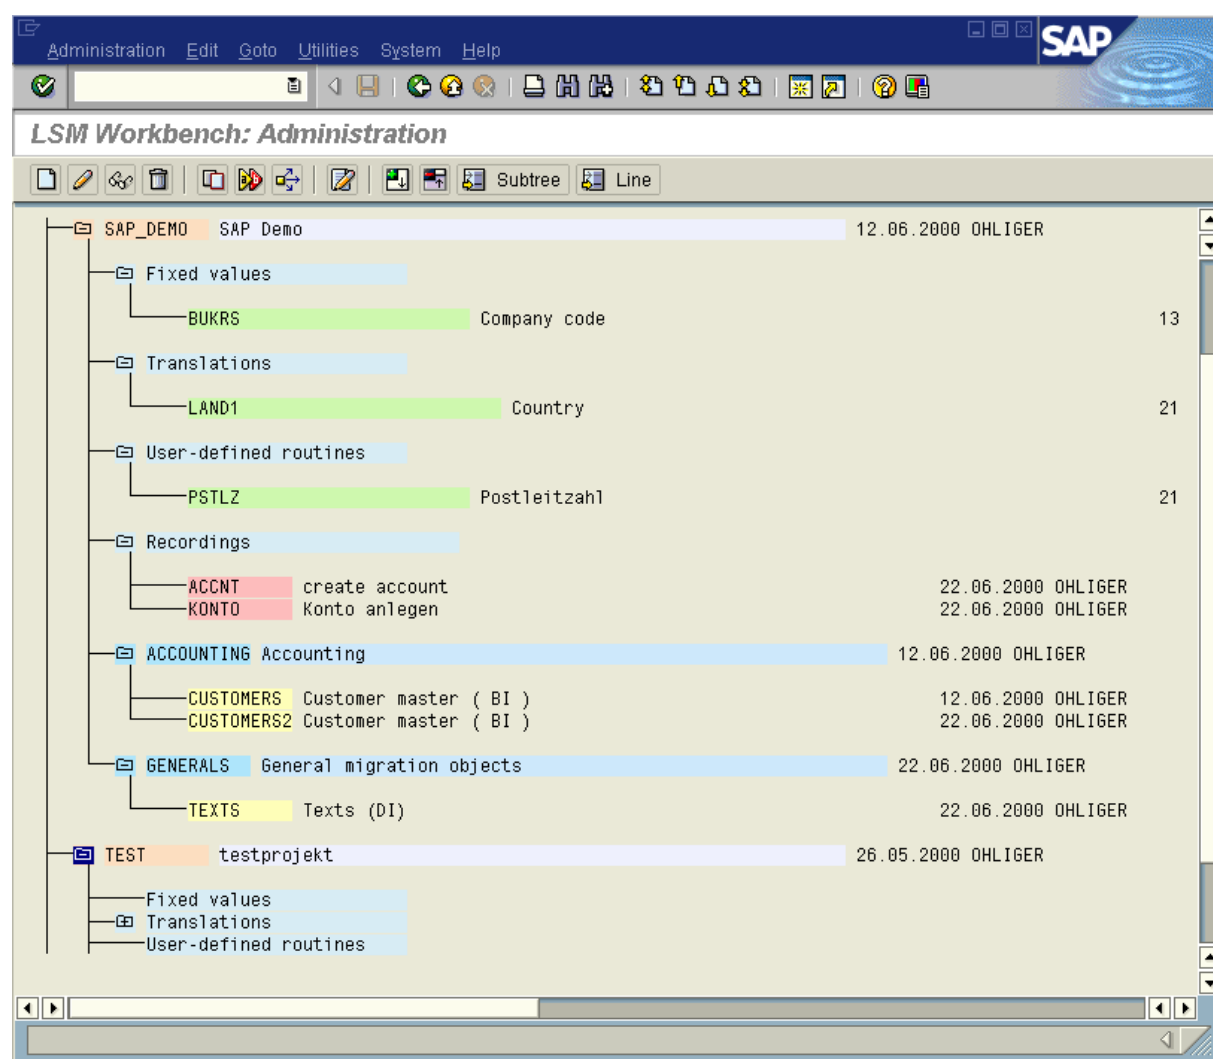 Administration Edit Goto Utilities System Help
SAP
LSM Workbench: Administration
Subtree Line
SAP_DEMO SAP Demo 12.06.2000 OHLIGER
Fixed values
BUKRS Company code 13
Translations
LAND1 Country 21
User-defined routines
PSTLZ Postleitzahl 21
Recordings
ACCNT create account 22.06.2000 OHLIGER
KONTO Konto anlegen 22.06.2000 OHLIGER
ACCOUNTING Accounting 12.06.2000 OHLIGER
CUSTOMERS Customer master ( BI ) 12.06.2000 OHLIGER
CUSTOMERS2 Customer master ( BI ) 22.06.2000 OHLIGER
GENERALS General migration objects 22.06.2000 OHLIGER
TEXTS Texts (DI) 22.06.2000 OHLIGER
TEST testprojekt 26.05.2000 OHLIGER
Fixed values
Translations
User-defined routines